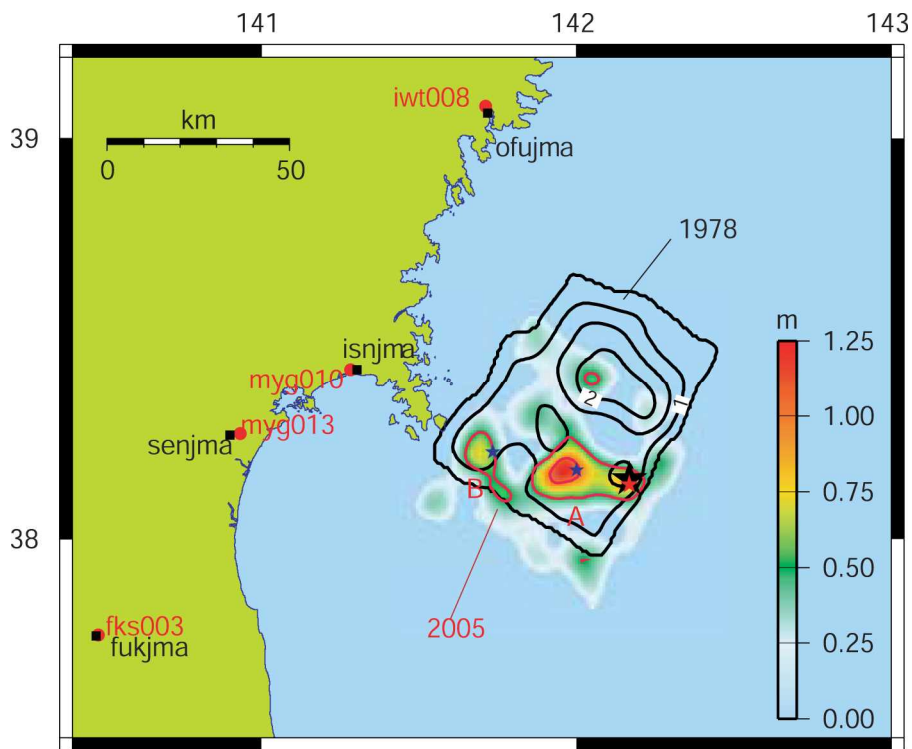 141 142 143
iwt008
km
39
0 50
ofujma
1978
m
1.25
isnjma
myg010
2
1
1.00
myg013
senjma
B
0.75
A
38
0.50
2005
fks003
fukjma
0.25
0.00